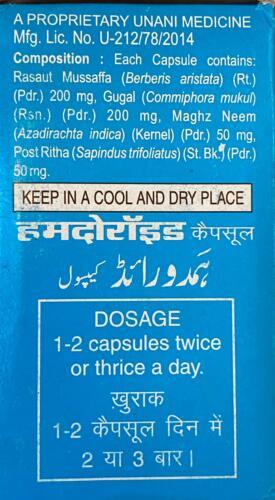 A PROPRIETARY UNANI MEDICINE
Mfg. Lic. No. U-212/78/2014
Composition : Each Capsule contains:
Rasaut Mussaffa (Berberis aristata) (Rt.)
(Pdr.) 200 mg, Gugal (Commiphora mukul)
(Rsn.) (Pdr.) 200 mg, Maghz Neem
(Azadirachta indica) (Kernel) (Pdr.) 50 mg,
Post Ritha (Sapindus trifoliatus) (St. Bk.) (Pdr.)
50 mg.
KEEP IN A COOL AND DRY PLACE
हमदोरॉइड कैपसूल
ہمدورائڈ کیپسول
DOSAGE
1-2 capsules twice
or thrice a day.
खुराक
1-2 कैपसूल दिन में
2 या 3 बार।